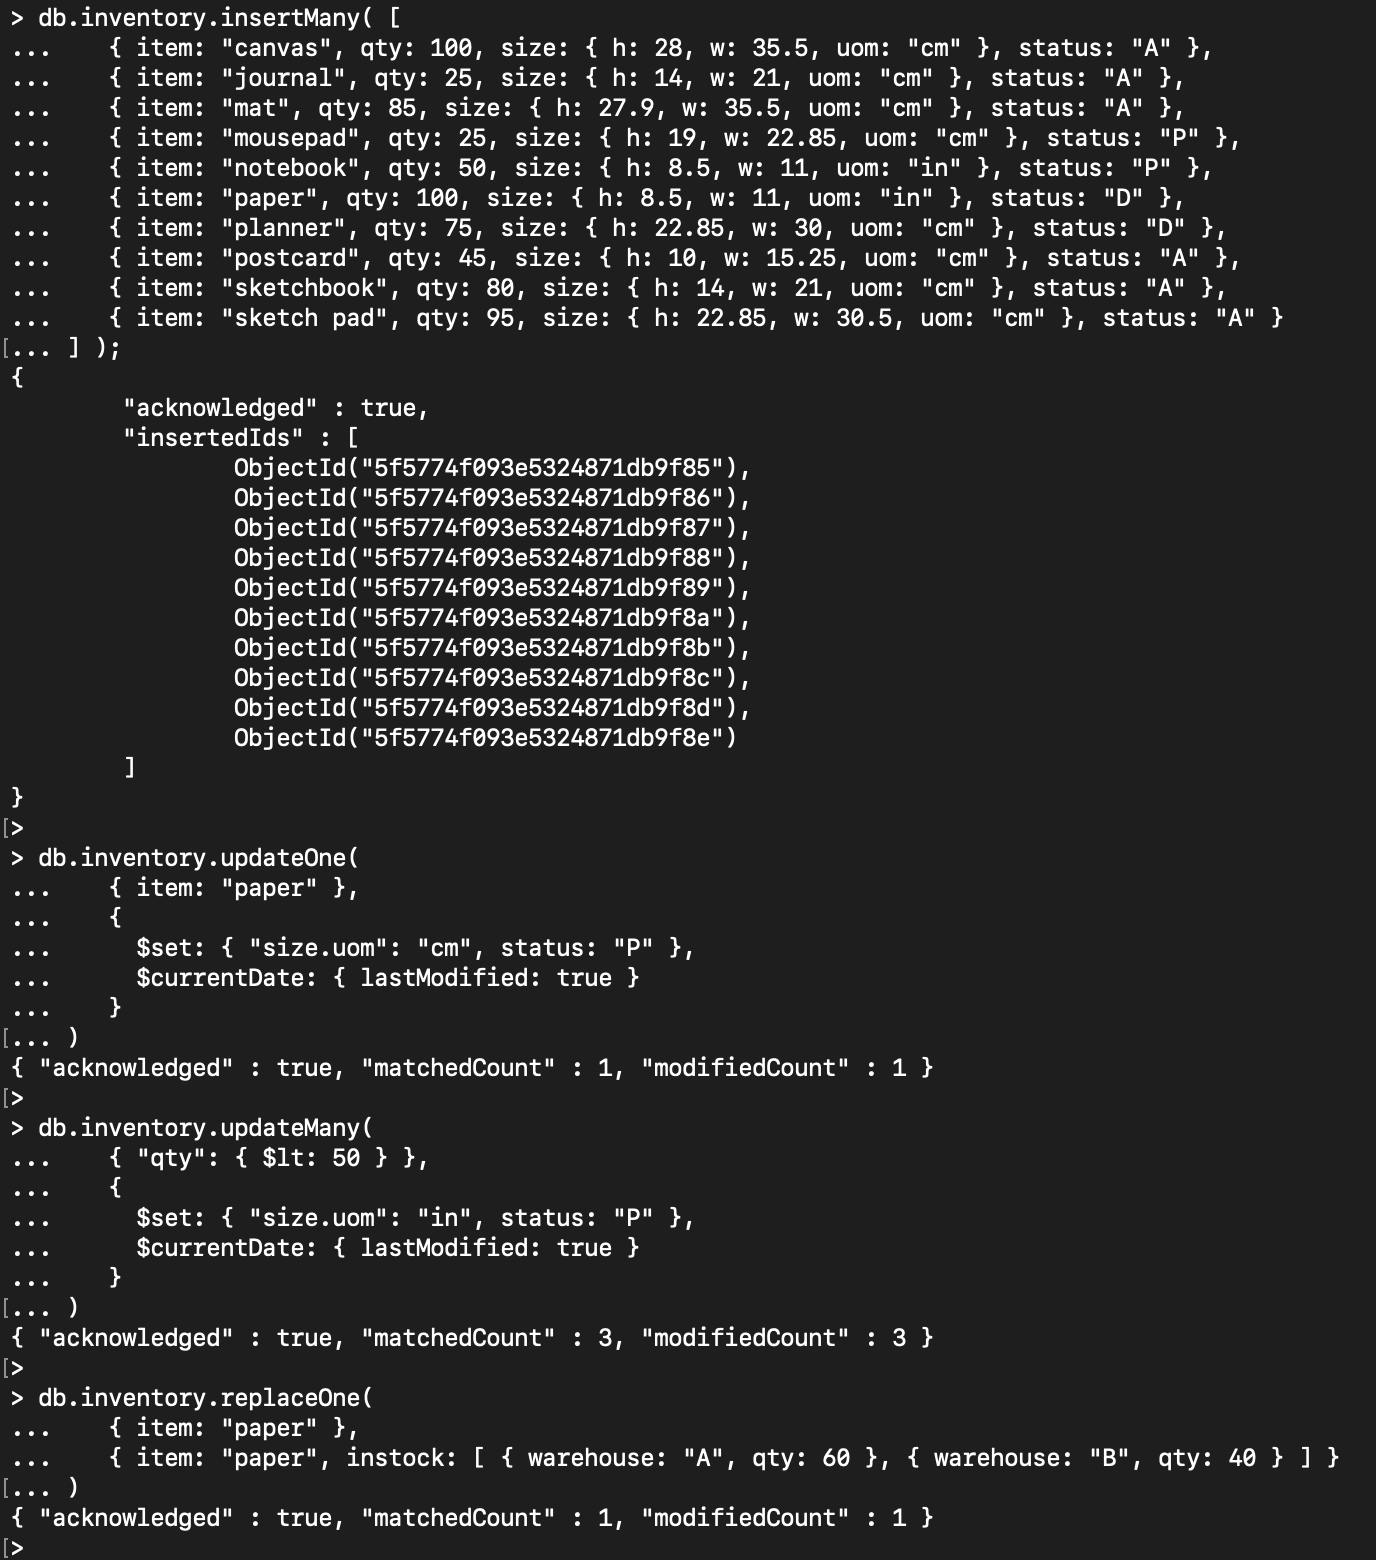 > db.inventory.insertMany( [
...    { item: "canvas", qty: 100, size: { h: 28, w: 35.5, uom: "cm" }, status: "A" },
...    { item: "journal", qty: 25, size: { h: 14, w: 21, uom: "cm" }, status: "A" },
...    { item: "mat", qty: 85, size: { h: 27.9, w: 35.5, uom: "cm" }, status: "A" },
...    { item: "mousepad", qty: 25, size: { h: 19, w: 22.85, uom: "cm" }, status: "P" },
...    { item: "notebook", qty: 50, size: { h: 8.5, w: 11, uom: "in" }, status: "P" },
...    { item: "paper", qty: 100, size: { h: 8.5, w: 11, uom: "in" }, status: "D" },
...    { item: "planner", qty: 75, size: { h: 22.85, w: 30, uom: "cm" }, status: "D" },
...    { item: "postcard", qty: 45, size: { h: 10, w: 15.25, uom: "cm" }, status: "A" },
...    { item: "sketchbook", qty: 80, size: { h: 14, w: 21, uom: "cm" }, status: "A" },
...    { item: "sketch pad", qty: 95, size: { h: 22.85, w: 30.5, uom: "cm" }, status: "A" }
[... ] );
{
        "acknowledged" : true,
        "insertedIds" : [
                ObjectId("5f5774f093e5324871db9f85"),
                ObjectId("5f5774f093e5324871db9f86"),
                ObjectId("5f5774f093e5324871db9f87"),
                ObjectId("5f5774f093e5324871db9f88"),
                ObjectId("5f5774f093e5324871db9f89"),
                ObjectId("5f5774f093e5324871db9f8a"),
                ObjectId("5f5774f093e5324871db9f8b"),
                ObjectId("5f5774f093e5324871db9f8c"),
                ObjectId("5f5774f093e5324871db9f8d"),
                ObjectId("5f5774f093e5324871db9f8e")
        ]
}
[>
> db.inventory.updateOne(
...    { item: "paper" },
...    {
...      $set: { "size.uom": "cm", status: "P" },
...      $currentDate: { lastModified: true }
...    }
[... )
{ "acknowledged" : true, "matchedCount" : 1, "modifiedCount" : 1 }
[>
> db.inventory.updateMany(
...    { "qty": { $lt: 50 } },
...    {
...      $set: { "size.uom": "in", status: "P" },
...      $currentDate: { lastModified: true }
...    }
[... )
{ "acknowledged" : true, "matchedCount" : 3, "modifiedCount" : 3 }
[>
> db.inventory.replaceOne(
...    { item: "paper" },
...    { item: "paper", instock: [ { warehouse: "A", qty: 60 }, { warehouse: "B", qty: 40 } ] }
[... )
{ "acknowledged" : true, "matchedCount" : 1, "modifiedCount" : 1 }
[>